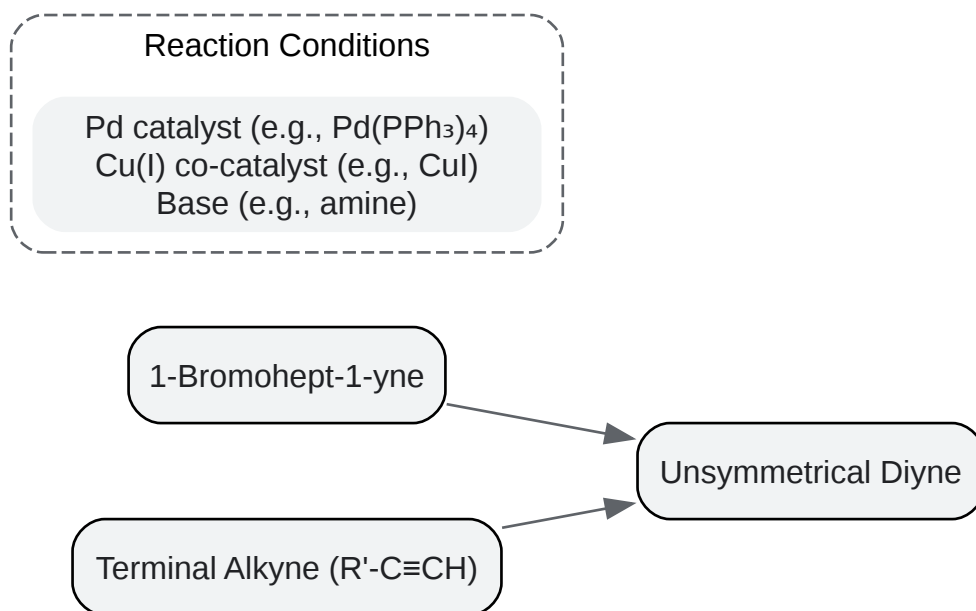 Reaction Conditions
Pd catalyst (e.g., Pd(PPh₃)₄)
Cu(I) co-catalyst (e.g., CuI)
Base (e.g., amine)
1-Bromohept-1-yne
Unsymmetrical Diyne
Terminal Alkyne (R'-C≡CH)